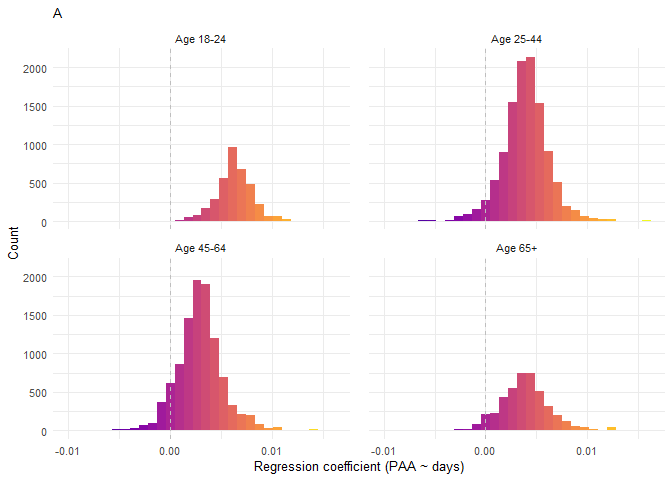 A
Age 18-24
Age 25-44
2000
1500
1000
500
0
Age 45-64
Age 65+
2000
1500
1000
500
0
-0.01
0.00
0.01
-0.01
0.00
0.01
Count
Regression coefficient (PAA ~ days)